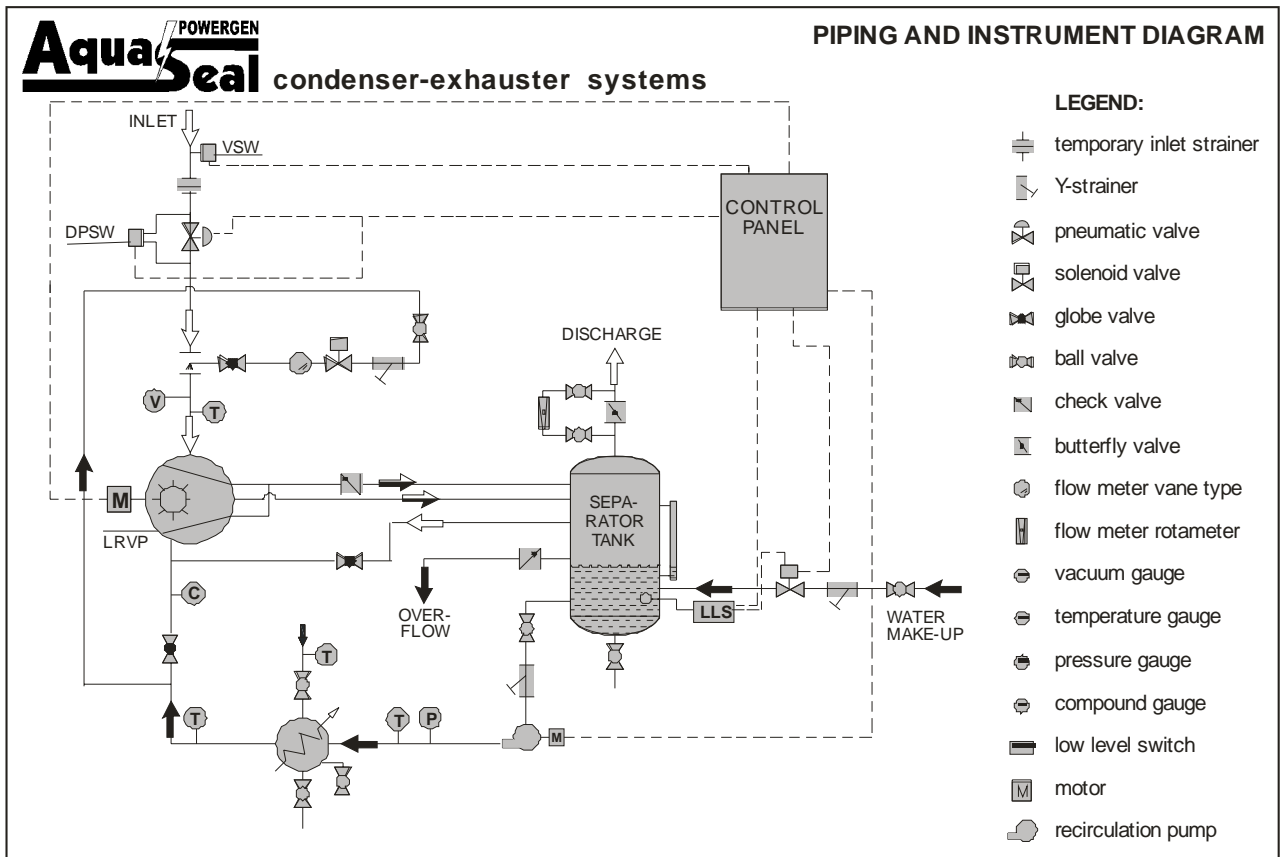 POWERGEN
Aqua Seal
condenser-exhauster systems
PIPING AND INSTRUMENT DIAGRAM
LEGEND:
temporary inlet strainer
Y-strainer
pneumatic valve
solenoid valve
globe valve
ball valve
check valve
butterfly valve
flow meter vane type
flow meter rotameter
vacuum gauge
temperature gauge
pressure gauge
compound gauge
low level switch
M
motor
recirculation pump
INLET
VSW
CONTROL
PANEL
DPSW
DISCHARGE
V
T
M
LRVP
SEPA-
RATOR
TANK
C
OVER-
FLOW
LLS
WATER
MAKE-UP
T
T
T
P
M